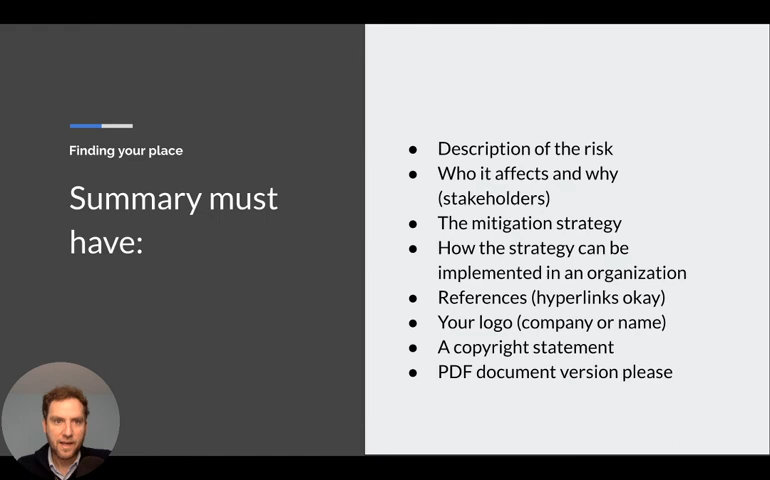 Finding your place
Summary must
have:
● Description of the risk
● Who it affects and why
(stakeholders)
● The mitigation strategy
● How the strategy can be
implemented in an organization
● References (hyperlinks okay)
● Your logo (company or name)
● A copyright statement
● PDF document version please